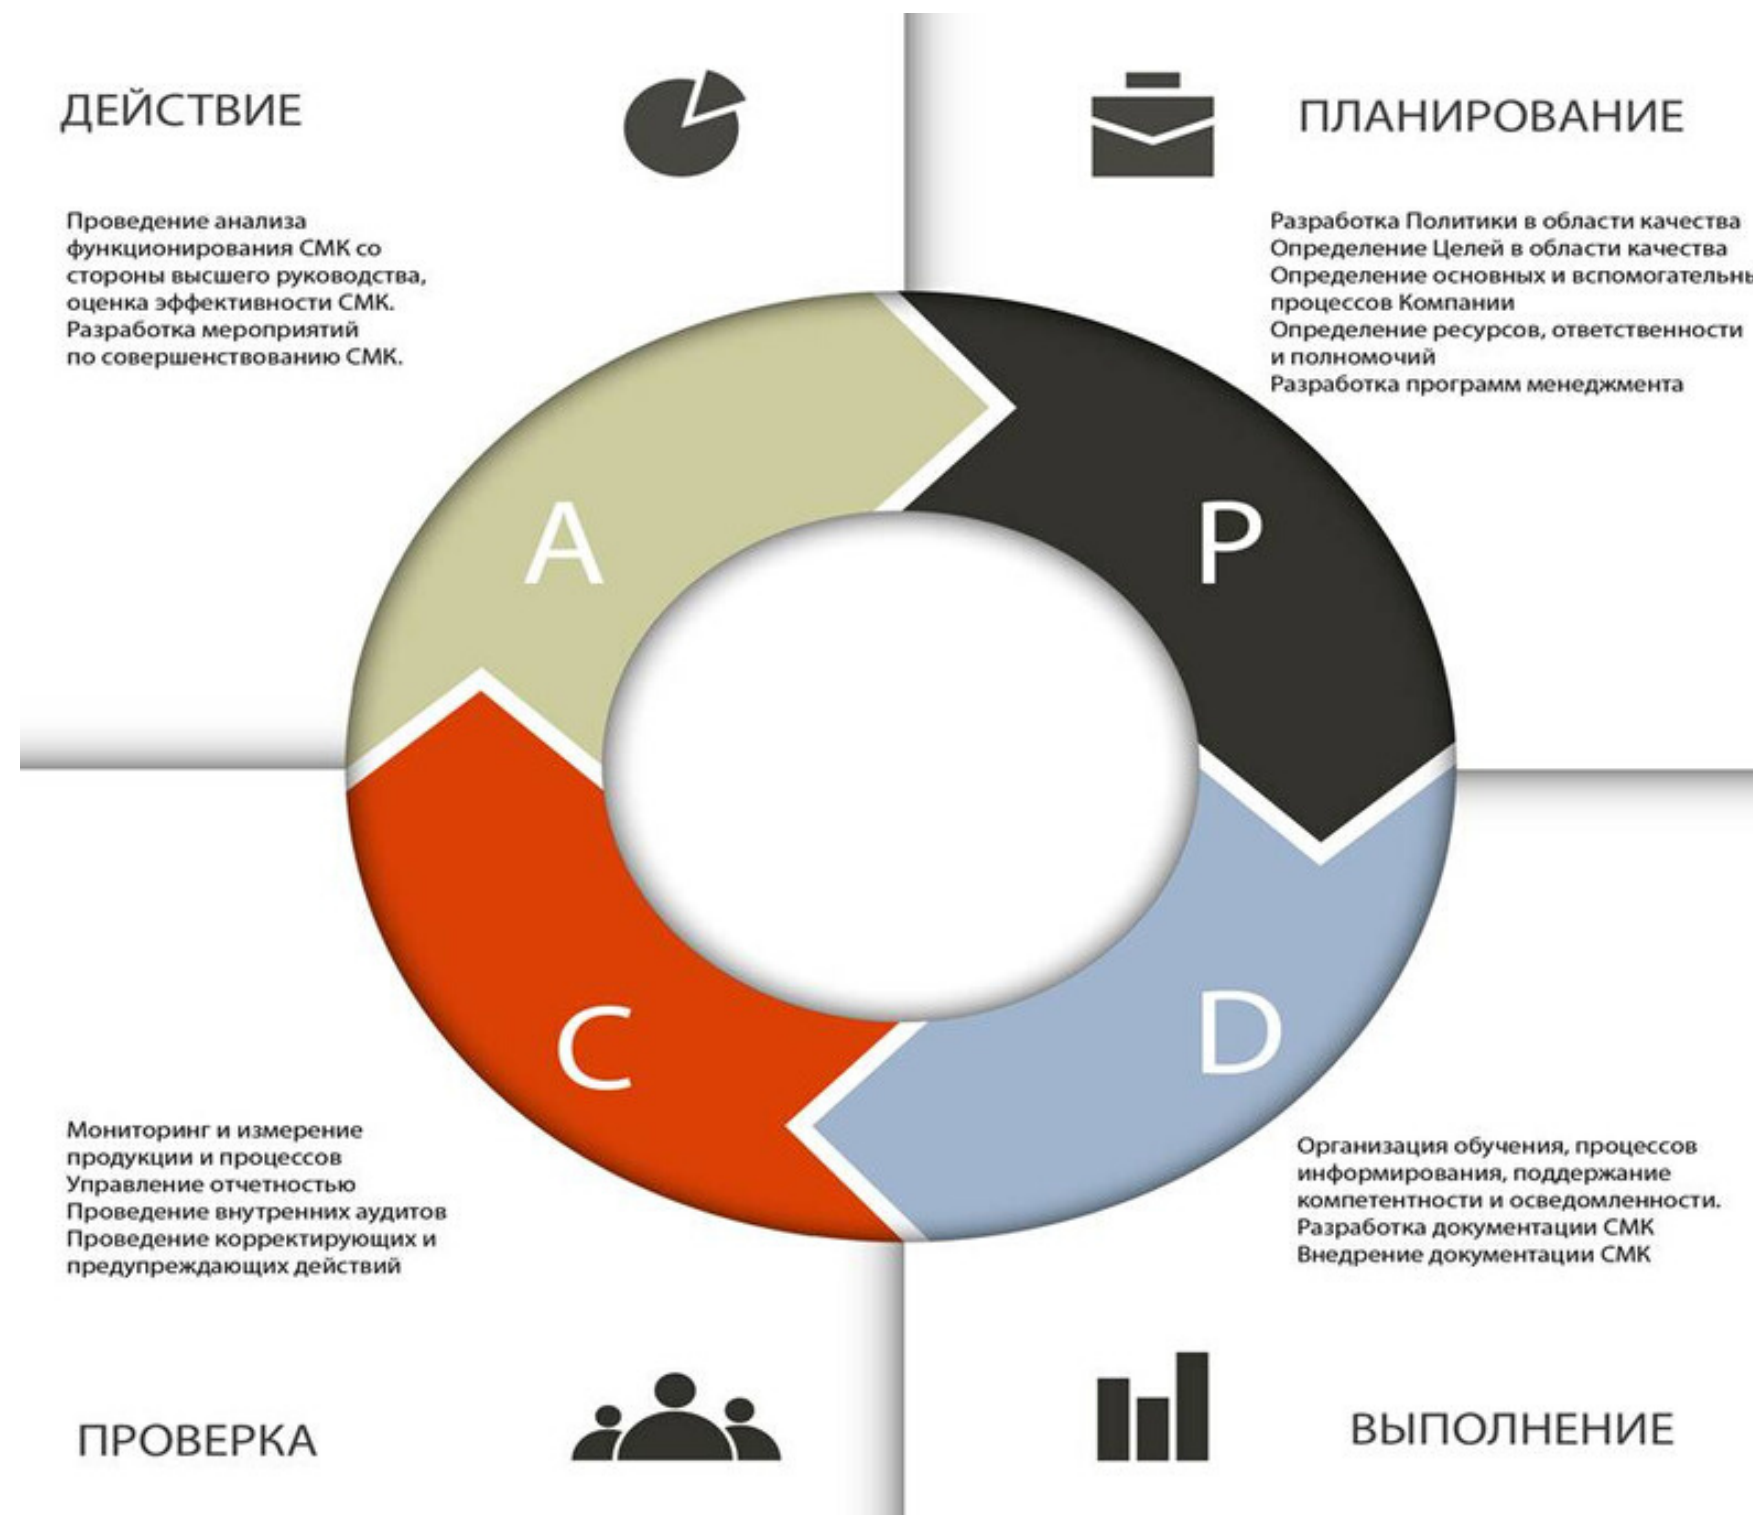 ДЕЙСТВИЕ
Проведение анализа
функционирования СМК со
стороны высшего руководства,
оценка эффективности СМК.
Разработка мероприятий
по совершенствованию СМК.
ПЛАНИРОВАНИЕ
Разработка Политики в области качества
Определение Целей в области качества
Определение основных и вспомогательны
процессов Компании
Определение ресурсов, ответственности
и полномочий
Разработка программ менеджмента
A
P
C
D
Мониторинг и измерение
продукции и процессов
Управление отчетностью
Проведение внутренних аудитов
Проведение корректирующих и
предупреждающих действий
ПРОВЕРКА
Организация обучения, процессов
информирования, поддержание
компетентности и осведомленности.
Разработка документации СМК
Внедрение документации СМК
ВЫПОЛНЕНИЕ